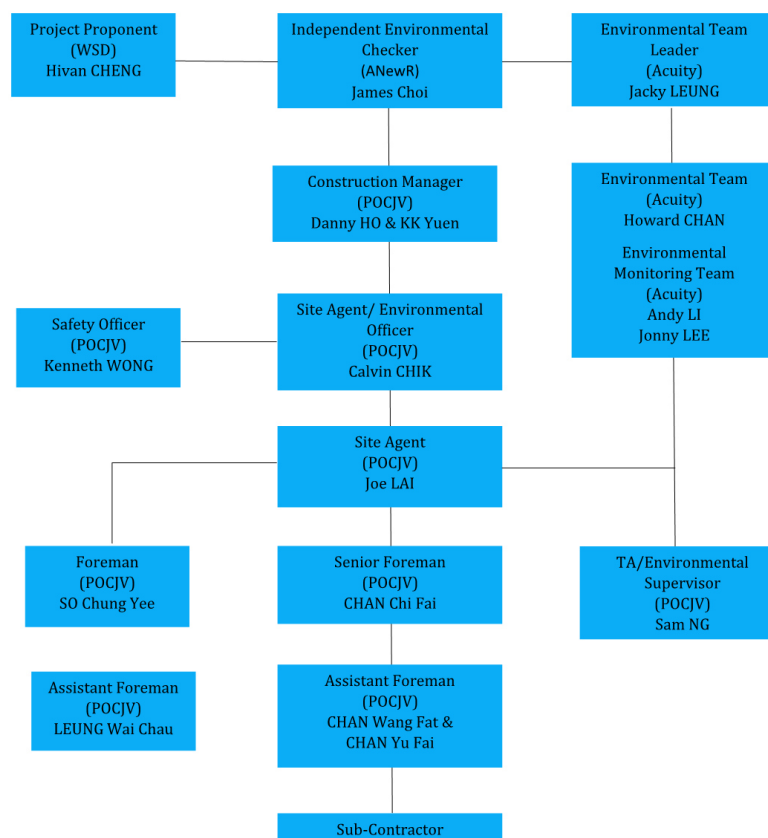 Project Proponent
(WSD)
Hivan CHENG
Independent Environmental
Checker
(ANewR)
James Choi
Environmental Team
Leader
(Acuity)
Jacky LEUNG
Construction Manager
(POCJV)
Danny HO & KK Yuen
Environmental Team
(Acuity)
Howard CHAN
Environmental
Monitoring Team
(Acuity)
Andy LI
Jonny LEE
Safety Officer
(POCJV)
Kenneth WONG
Site Agent/ Environmental
Officer
(POCJV)
Calvin CHIK
Site Agent
(POCJV)
Joe LAI
Foreman
(POCJV)
SO Chung Yee
Senior Foreman
(POCJV)
CHAN Chi Fai
TA/Environmental
Supervisor
(POCJV)
Sam NG
Assistant Foreman
(POCJV)
LEUNG Wai Chau
Assistant Foreman
(POCJV)
CHAN Wang Fat &
CHAN Yu Fai
Sub-Contractor